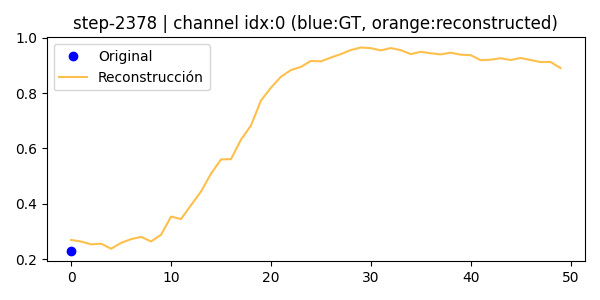 step-2378 | channel idx:0 (blue:GT, orange:reconstructed)
Original
Reconstrucción
1.0
0.8
0.6
0.4
0.2
0 10 20 30 40 50